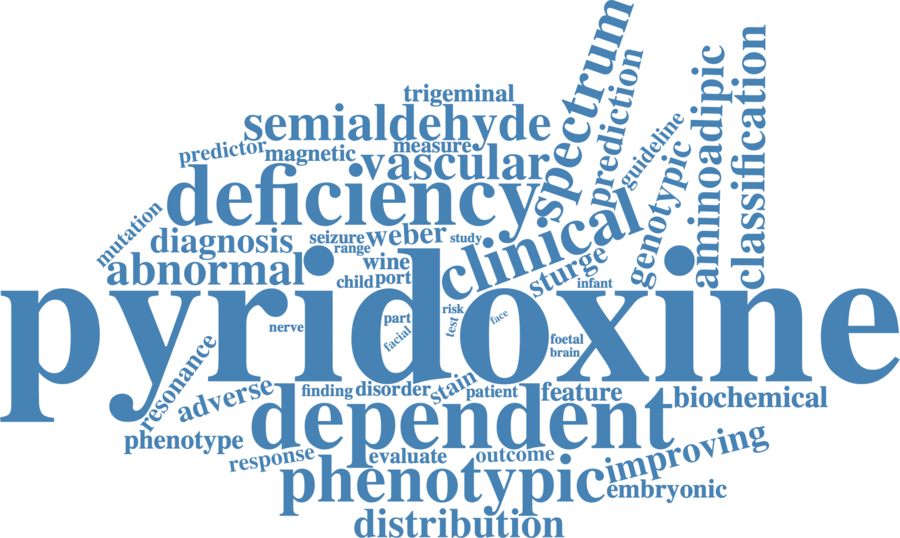 trigeminal
semialdehyde
spectrum
prediction
aminoadipic
classification
predictor
magnetic
measure
vascular
guideline
genotypic
deficiency
mutation
diagnosis
seizure
weber
study
clinical
range
abnormal
wine
sturge
child
port
infant
pyridoxine
nerve
part
risk
test
face
facial
foetal
brain
resonance
adverse
finding
disorder
stain
patient
feature
biochemical
dependent
phenotype
response
evaluate
outcome
improving
phenotypic
embryonic
distribution